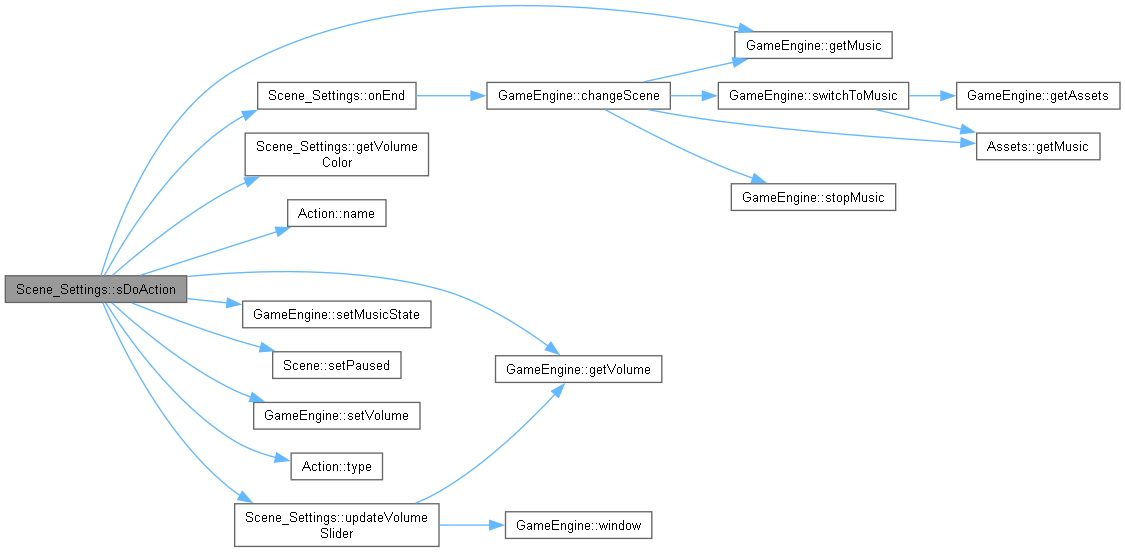 GameEngine::getMusic
Scene_Settings::onEnd
GameEngine::changeScene
GameEngine::switchToMusic
GameEngine::getAssets
Scene_Settings::getVolume
Color
Assets::getMusic
GameEngine::stopMusic
Action::name
Scene_Settings::sDoAction
GameEngine::setMusicState
Scene::setPaused
GameEngine::getVolume
GameEngine::setVolume
Action::type
Scene_Settings::updateVolume
Slider
GameEngine::window